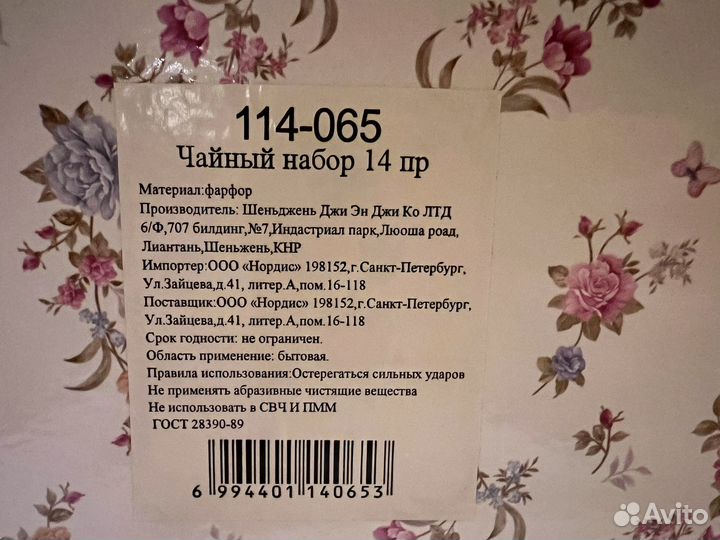 114-065
Чайный набор 14 пр
Материал:фарфор
Производитель: Шеньджень Джи Эн Джи Ко ЛТД
6/Ф,707 билдинг,№7,Индастриал парк,Люоша роад,
Лиантань,Шеньжень,КНР
Импортер:ООО «Нордис» 198152,г.Санкт-Петербург,
Ул.Зайцева,д.41, литер.А,пом.16-118
Поставщик:ООО «Нордис» 198152,г.Санкт-Петербург,
Ул.Зайцева,д.41, литер.А,пом.16-118
Срок годности: не ограничен.
Область применение: бытовая.
Правила использования:Остерегаться сильных ударов
Не применять абразивные чистящие вещества
Не использовать в СВЧ И ПММ
ГОСТ 28390-89
6 994401 140653
Avito